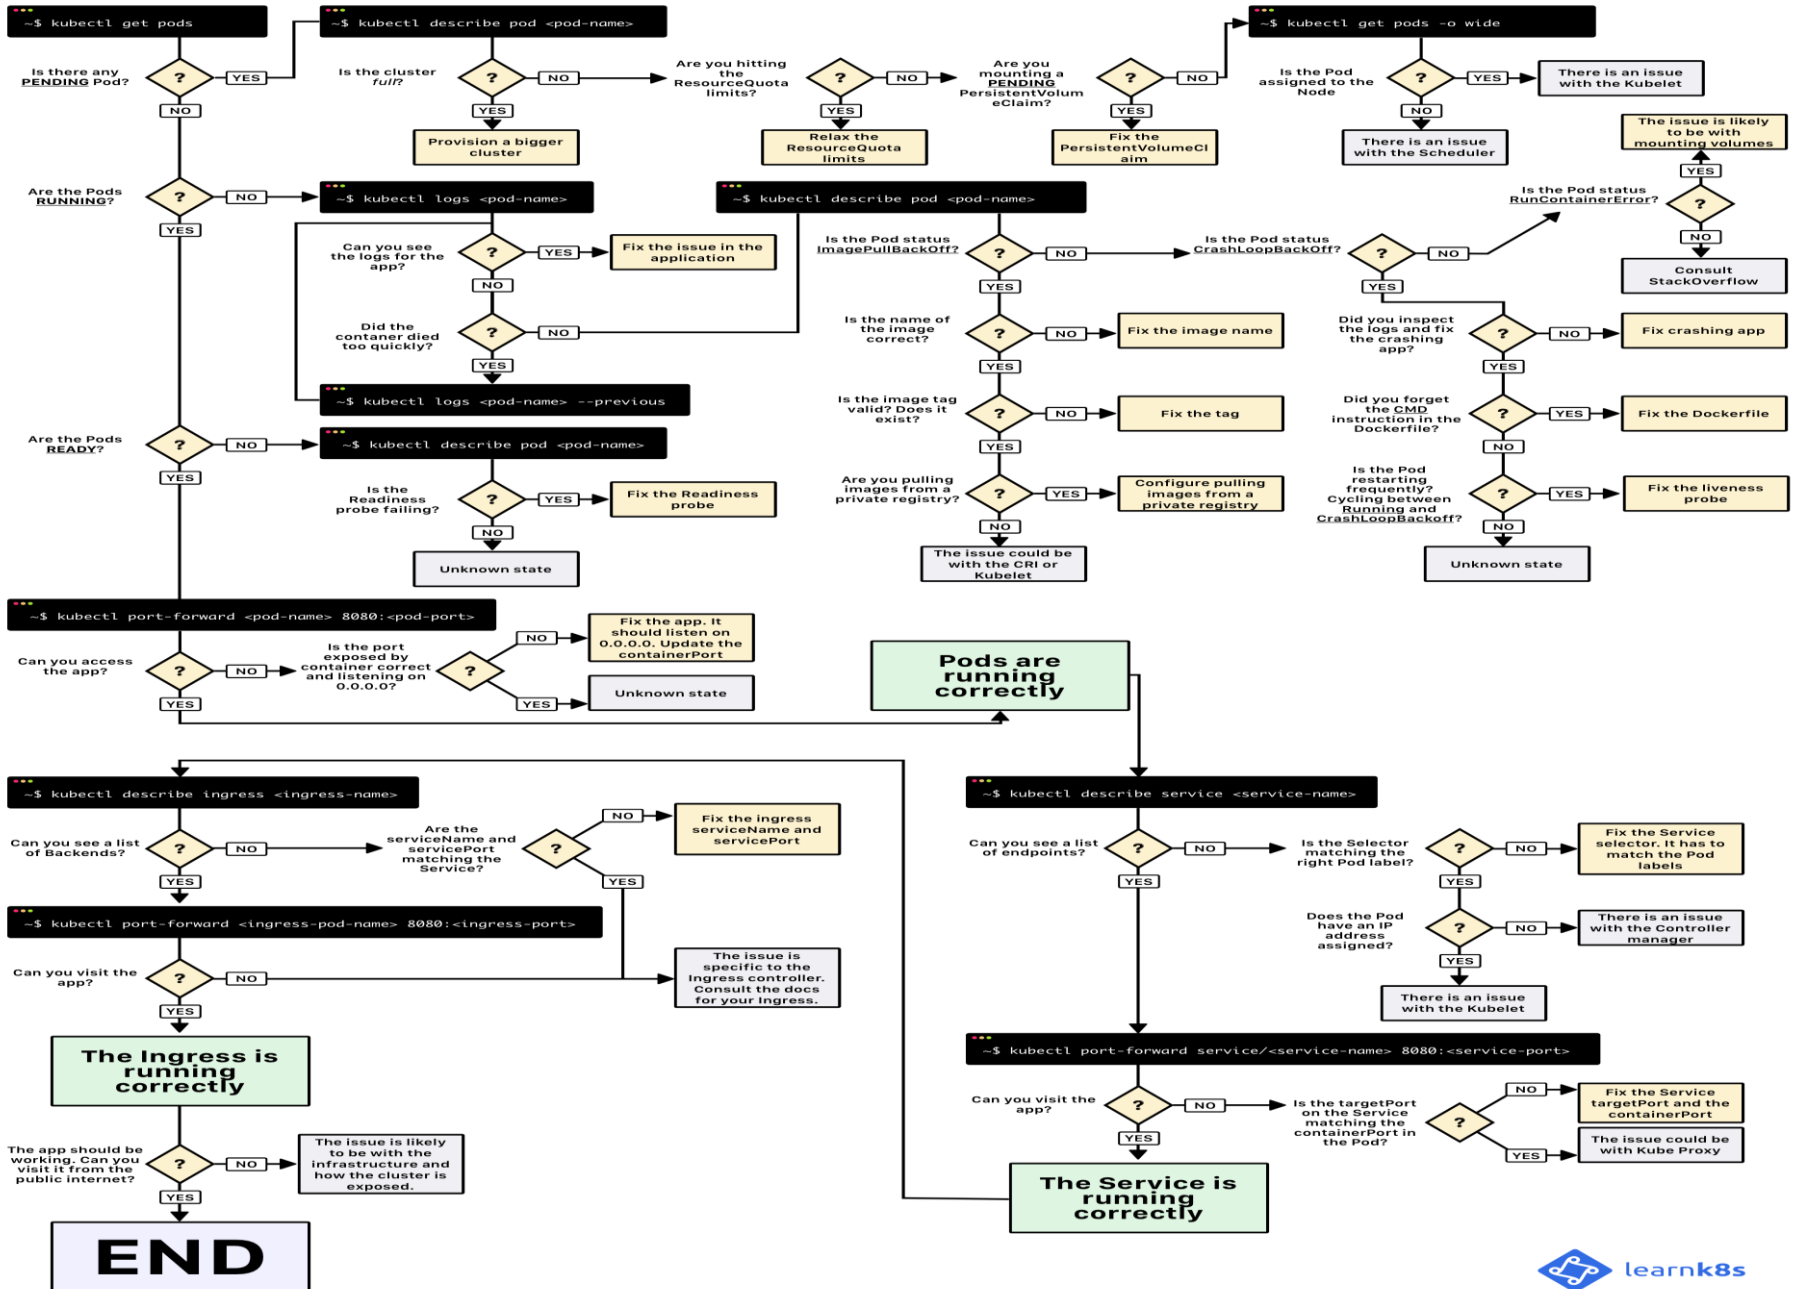 ~$ kubectl get pods
Is there any
PENDING Pod?
?
YES
NO
~$ kubectl describe pod <pod-name>
Is the cluster
full?
?
NO
YES
Provision a bigger
cluster
Are you hitting
the
ResourceQuota
limits?
?
NO
YES
Relax the
ResourceQuota
limits
Are you
mounting a
PENDING
PersistentVolum
eClaim?
?
NO
YES
Fix the
PersistentVolumeCl
aim
~$ kubectl get pods -o wide
Is the Pod
assigned to the
Node
?
YES
There is an issue
with the Kubelet
NO
There is an issue
with the Scheduler
Are the Pods
RUNNING?
?
NO
YES
~$ kubectl logs <pod-name>
Can you see
the logs for the
app?
?
YES
Fix the issue in the
application
NO
Did the
contaner died
too quickly?
?
NO
YES
~$ kubectl logs <pod-name> --previous
~$ kubectl describe pod <pod-name>
Is the Pod status
ImagePullBackOff?
?
NO
YES
Is the name of
the image
correct?
?
NO
Fix the image name
YES
Is the image tag
valid? Does it
exist?
?
NO
Fix the tag
YES
Are you pulling
images from a
private registry?
?
YES
Configure pulling
images from a
private registry
NO
The issue could be
with the CRI or
Kubelet
Is the Pod status
CrashLoopBackOff?
?
NO
YES
Is the Pod status
RunContainerError?
?
YES
The issue is likely
to be with
mounting volumes
NO
Consult
StackOverflow
Did you inspect
the logs and fix
the crashing
app?
?
NO
Fix crashing app
YES
Did you forget
the CMD
instruction in the
Dockerfile?
?
YES
Fix the Dockerfile
NO
Is the Pod
restarting
frequently?
Cycling between
Running and
CrashLoopBackoff?
?
YES
Fix the liveness
probe
NO
Unknown state
Are the Pods
READY?
?
NO
YES
~$ kubectl describe pod <pod-name>
Is the
Readiness
probe failing?
?
YES
Fix the Readiness
probe
NO
Unknown state
~$ kubectl port-forward <pod-name> 8080:<pod-port>
Can you access
the app?
?
NO
YES
Is the port
exposed by
container correct
and listening on
0.0.0.0?
?
NO
Fix the app. It
should listen on
0.0.0.0. Update the
containerPort
YES
Unknown state
Pods are
running
correctly
~$ kubectl describe service <service-name>
Can you see a list
of endpoints?
?
NO
YES
Is the Selector
matching the
right Pod label?
?
NO
Fix the Service
selector. It has to
match the Pod
labels
YES
Does the Pod
have an IP
address
assigned?
?
NO
There is an issue
with the Controller
manager
YES
There is an issue
with the Kubelet
~$ kubectl port-forward service/<service-name> 8080:<service-port>
Can you visit the
app?
?
NO
YES
Is the targetPort
on the Service
matching the
containerPort in
the Pod?
?
NO
Fix the Service
targetPort and the
containerPort
YES
The issue could be
with Kube Proxy
The Service is
running
correctly
~$ kubectl describe ingress <ingress-name>
Can you see a list
of Backends?
?
NO
YES
Are the
serviceName and
servicePort
matching the
Service?
?
NO
Fix the ingress
serviceName and
servicePort
YES
~$ kubectl port-forward <ingress-pod-name> 8080:<ingress-port>
Can you visit the
app?
?
NO
The issue is
specific to the
Ingress controller.
Consult the docs
for your Ingress.
YES
The Ingress is
running
correctly
The app should be
working. Can you
visit it from the
public internet?
?
NO
The issue is likely
to be with the
infrastructure and
how the cluster is
exposed.
YES
END
learnk8s